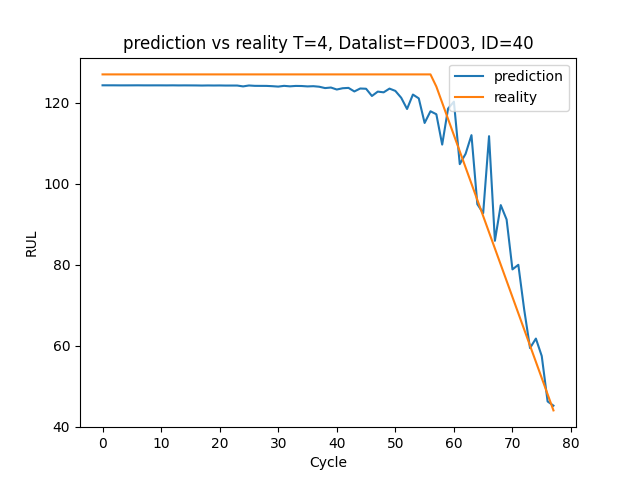 prediction vs reality T=4, Datalist=FD003, ID=40
prediction
reality
RUL
120
100
80
60
40
0 10 20 30 40 50 60 70 80
Cycle